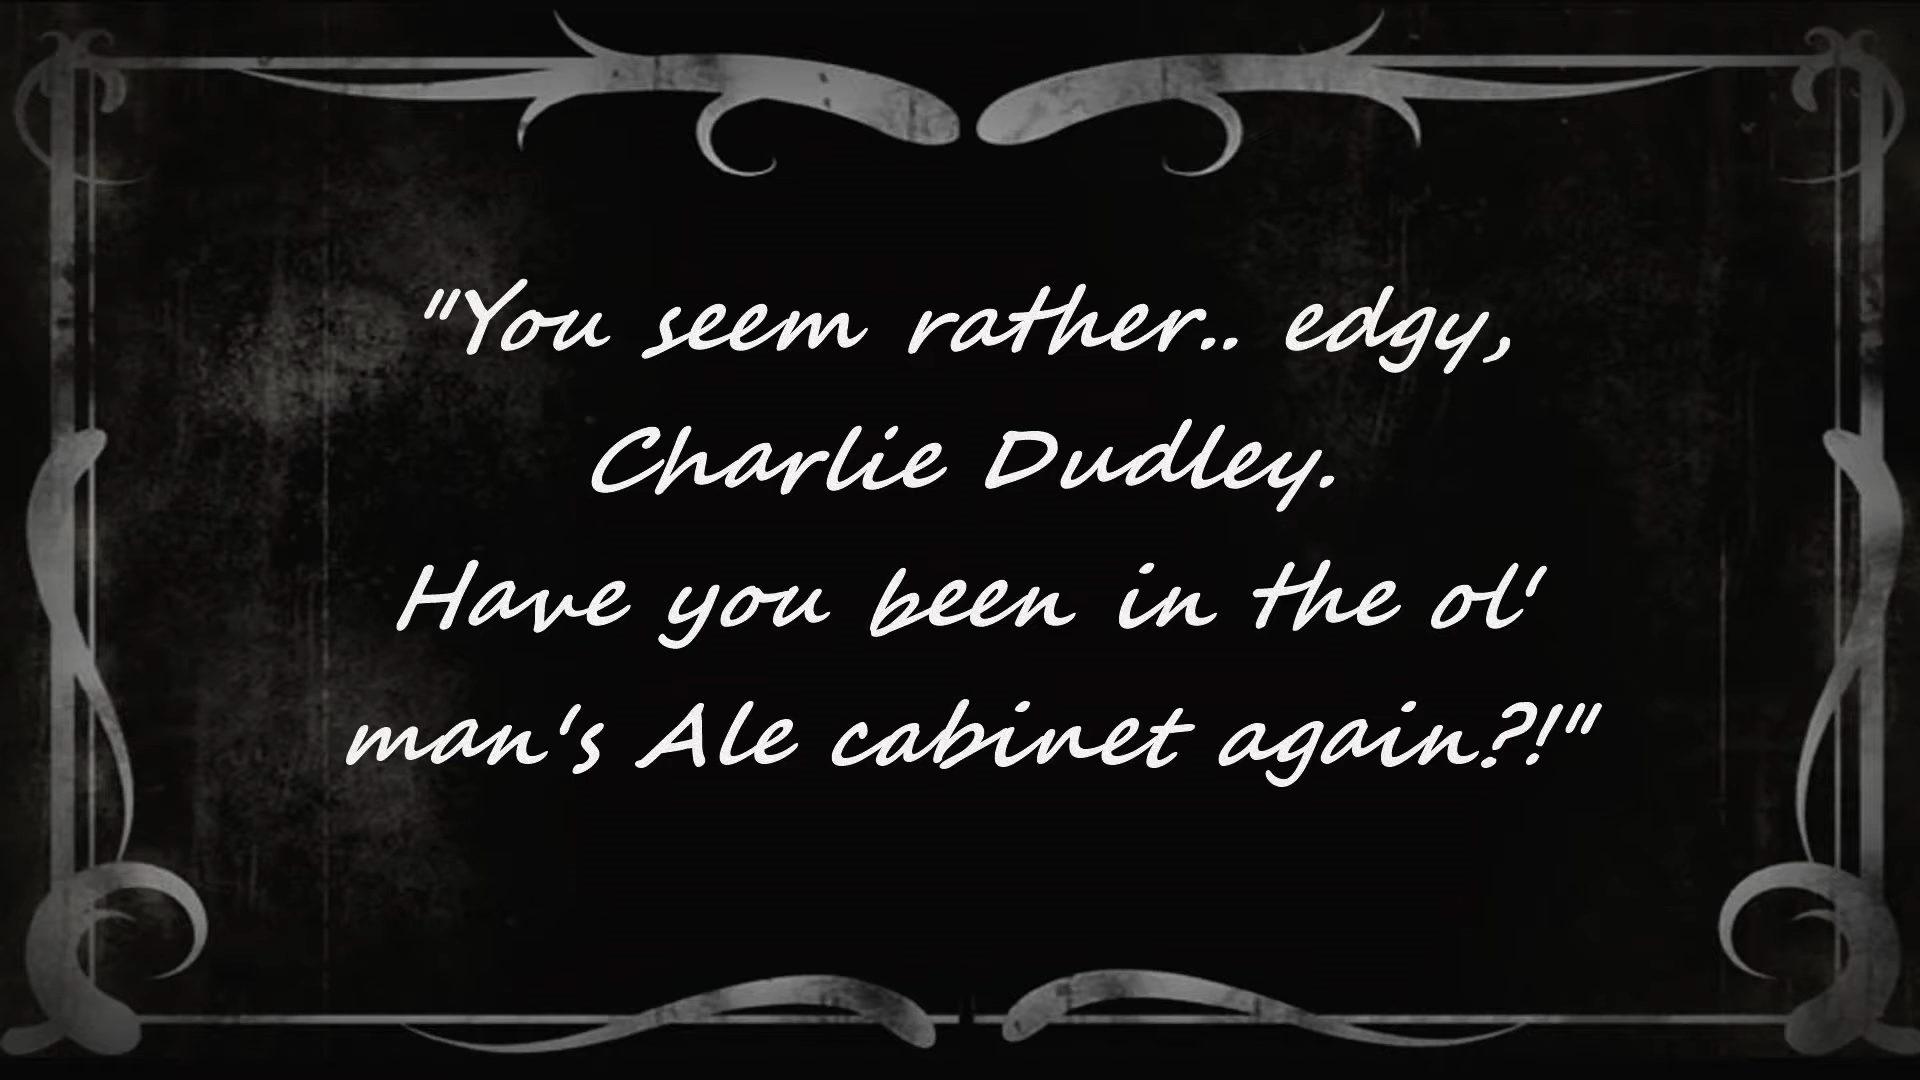 "You seem rather.. edgy,
Charlie Dudley.
Have you been in the ol'
man's Ale cabinet again?!"